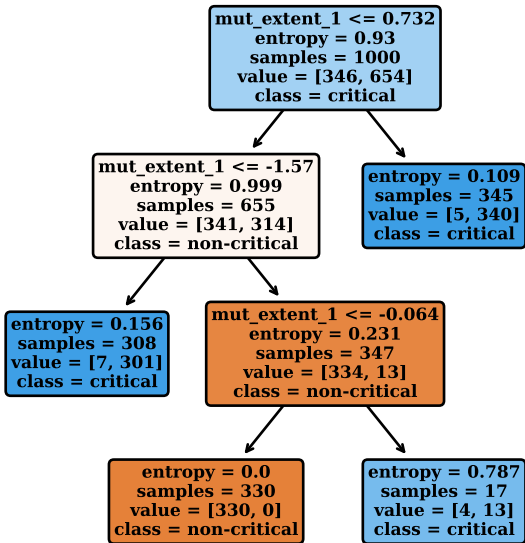 mut_extent_1 <= 0.732
entropy = 0.93
samples = 1000
value = [346, 654]
class = critical
mut_extent_1 <= -1.57
entropy = 0.999
samples = 655
value = [341, 314]
class = non-critical
entropy = 0.109
samples = 345
value = [5, 340]
class = critical
entropy = 0.156
samples = 308
value = [7, 301]
class = critical
mut_extent_1 <= -0.064
entropy = 0.231
samples = 347
value = [334, 13]
class = non-critical
entropy = 0.0
samples = 330
value = [330, 0]
class = non-critical
entropy = 0.787
samples = 17
value = [4, 13]
class = critical